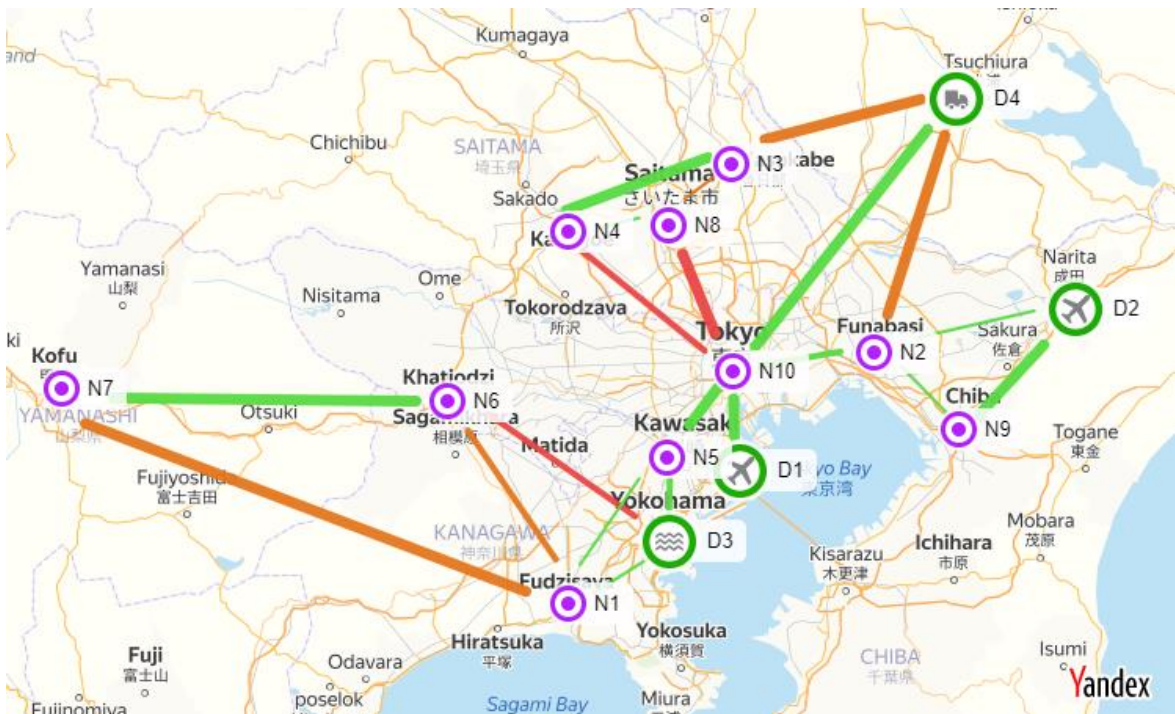 Kumagaya
Tsuchiura
D4
Chichibu
SAITAMA
埼玉県
N3
Saitama
さいたま市
Sakado
N4
N8
Narita
成田
Yamanasi
山梨
Ome
Nisitama
Tokorodzava
所沢
D2
Tokyo
Funabasi
Sakura
佐倉
N2
Kofu
N7
YAMANASHI
山梨県
Khatiodzi
N6
N10
Chiba
N9
Otsuki
相模原
Matida
Kawasaki
Togane
東金
N5
D1
yo Bay
東京湾
Fujiyoshid
富士吉田
Yokohama
KANAGAWA
神奈川県
D3
Mobara
茂原
Ichihara
市原
Kisarazu
木更津
Fudzisava
N1
Hiratsuka
平塚
Yokosuka
横須賀
Fuji
富士山
Odavara
CHIBA
千葉県
Isumi
poselok
Miura
Sagami Bay
Fujinomiya
Yandex